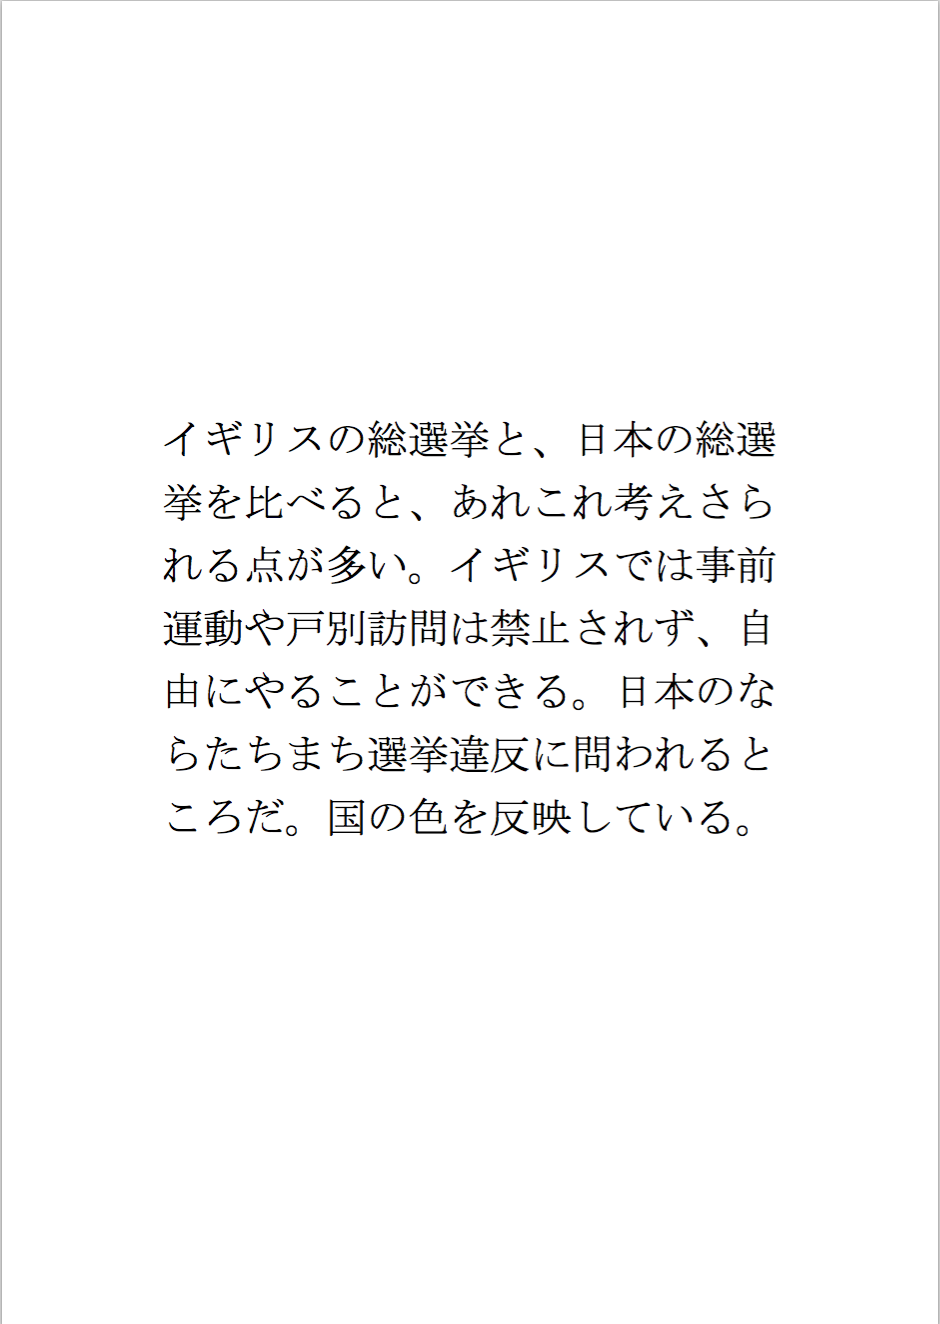 イギリスの総選挙と、日本の総選
挙を比べると、あれこれ考えさら
れる点が多い。イギリスでは事前
運動や戸別訪問は禁止されず、自
由にやることができる。日本のな
らたちまち選挙違反に問われると
ころだ。国の色を反映している。